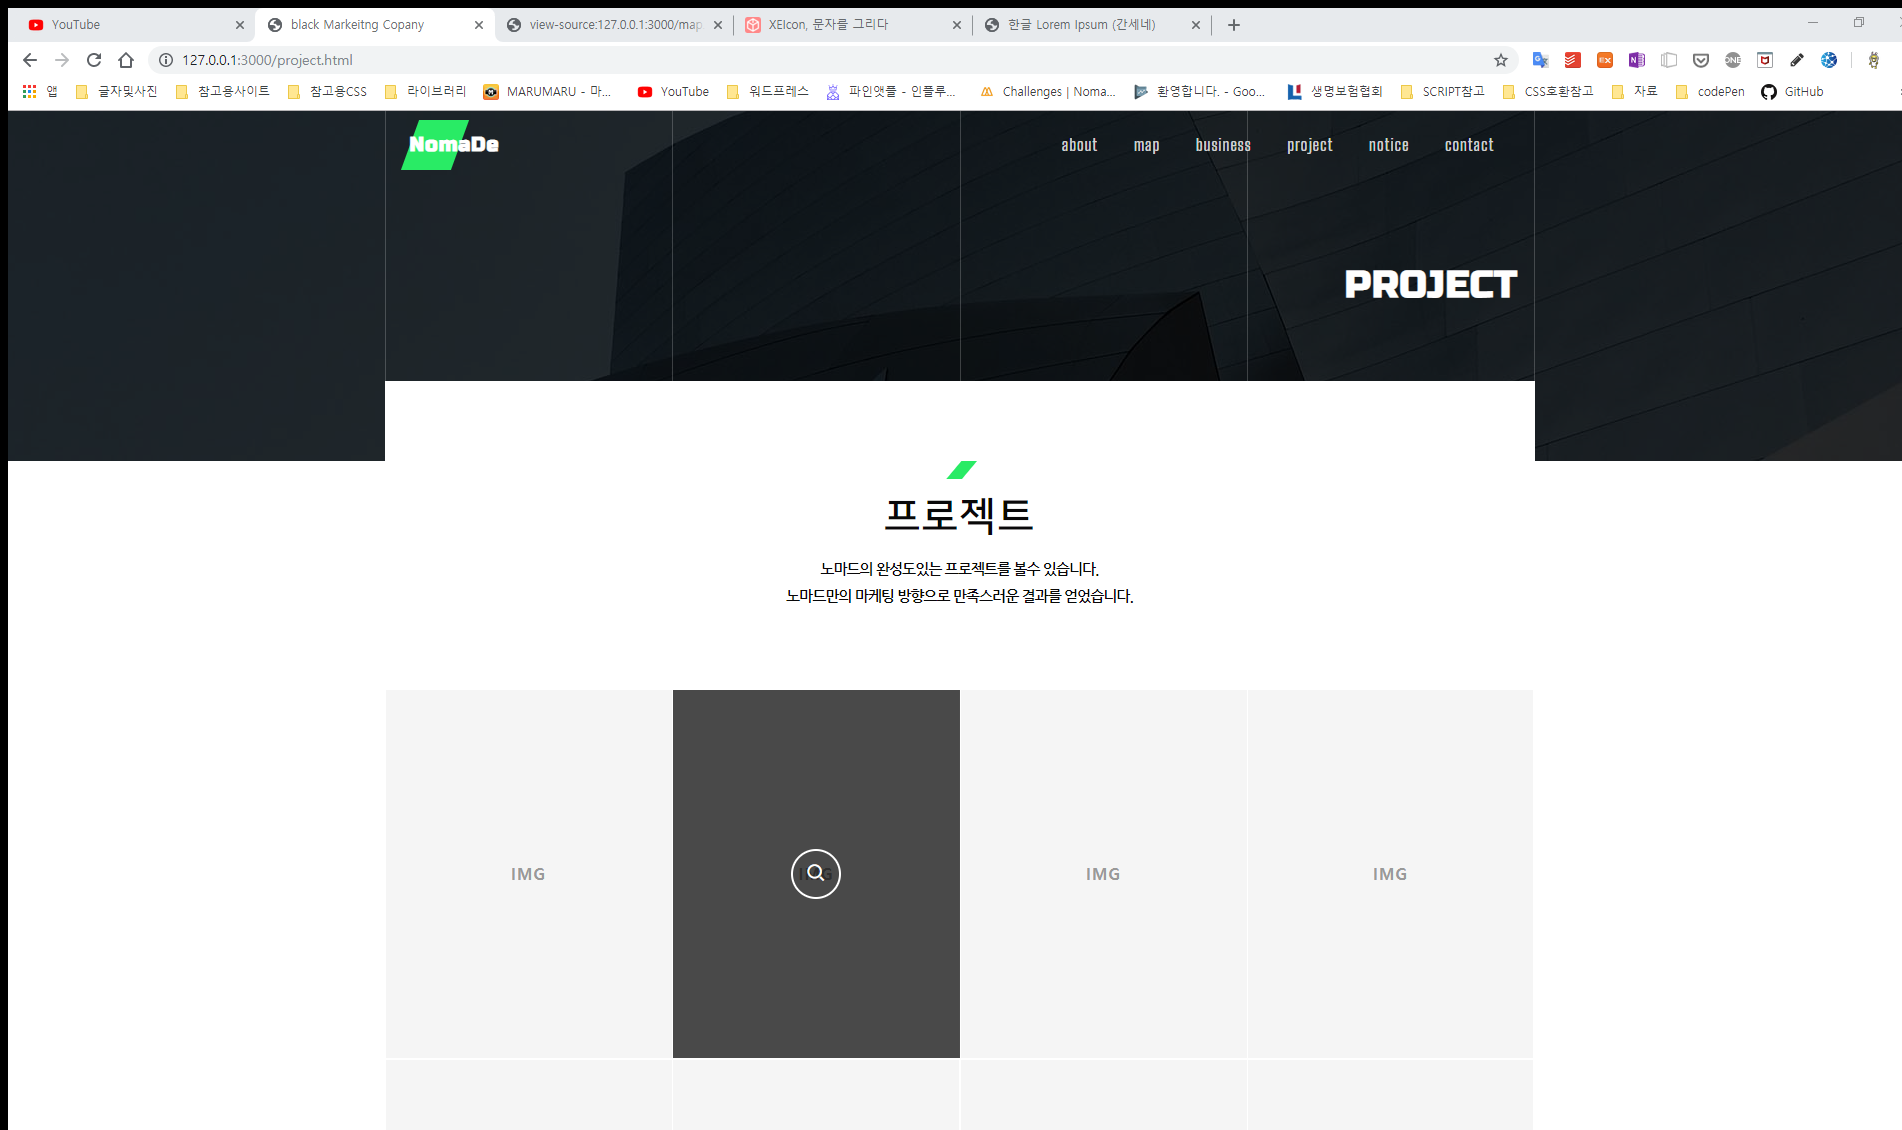 YouTube
black Markeitng Copany
view-source:127.0.0.1:3000/map
XEIcon, 문자를 그리다
한글 Lorem Ipsum (간세네)
127.0.0.1:3000/project.html
앱
글자및사진
참고용사이트
참고용CSS
라이브러리
MARUMARU - 마...
YouTube
워드프레스
파인앳플 - 인플루...
Challenges | Noma...
환영합니다. - Goo...
생명보험협회
SCRIPT참고
CSS호환참고
자료
codePen
GitHub
NomaDe
about
map
business
project
notice
contact
PROJECT
프로젝트
노마드의 완성도있는 프로젝트를 볼수 있습니다.
노마드만의 마케팅 방향으로 만족스러운 결과를 얻었습니다.
IMG
IMG
IMG
IMG